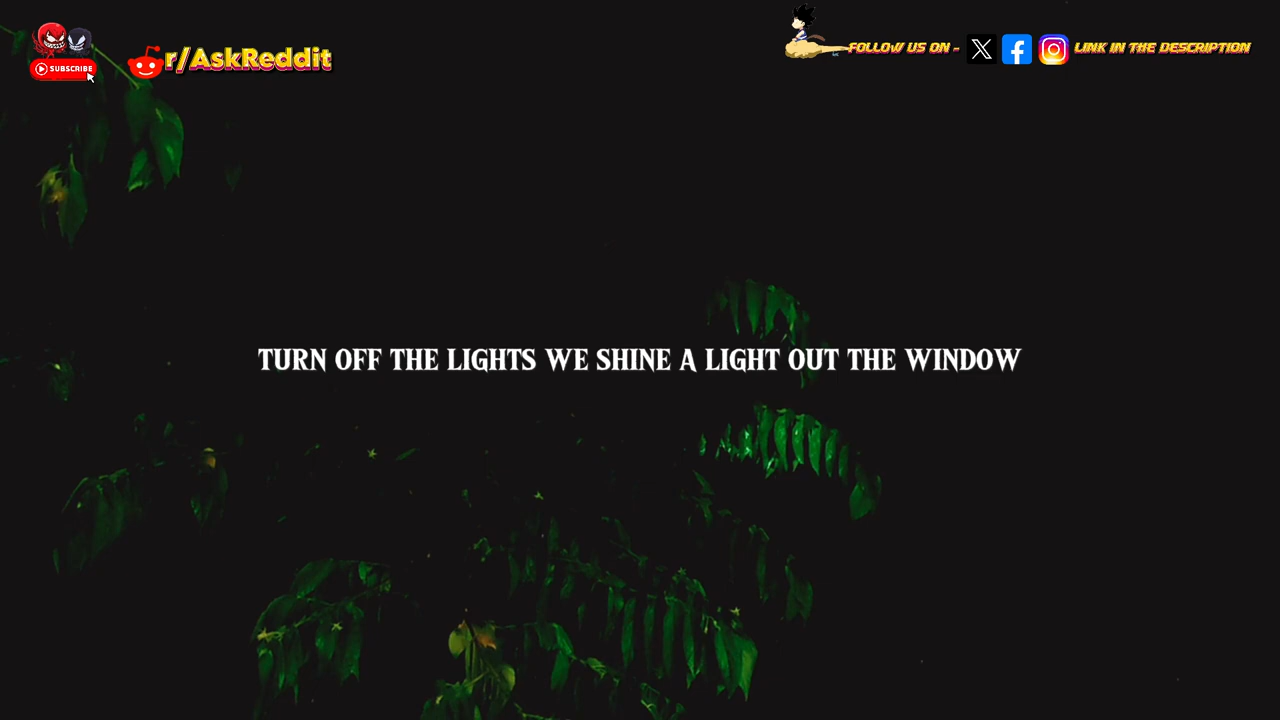 SUBSCRIBE
r/AskReddit
FOLLOW US ON -
LINK IN THE DESCRIPTION
TURN OFF THE LIGHTS WE SHINE A LIGHT OUT THE WINDOW